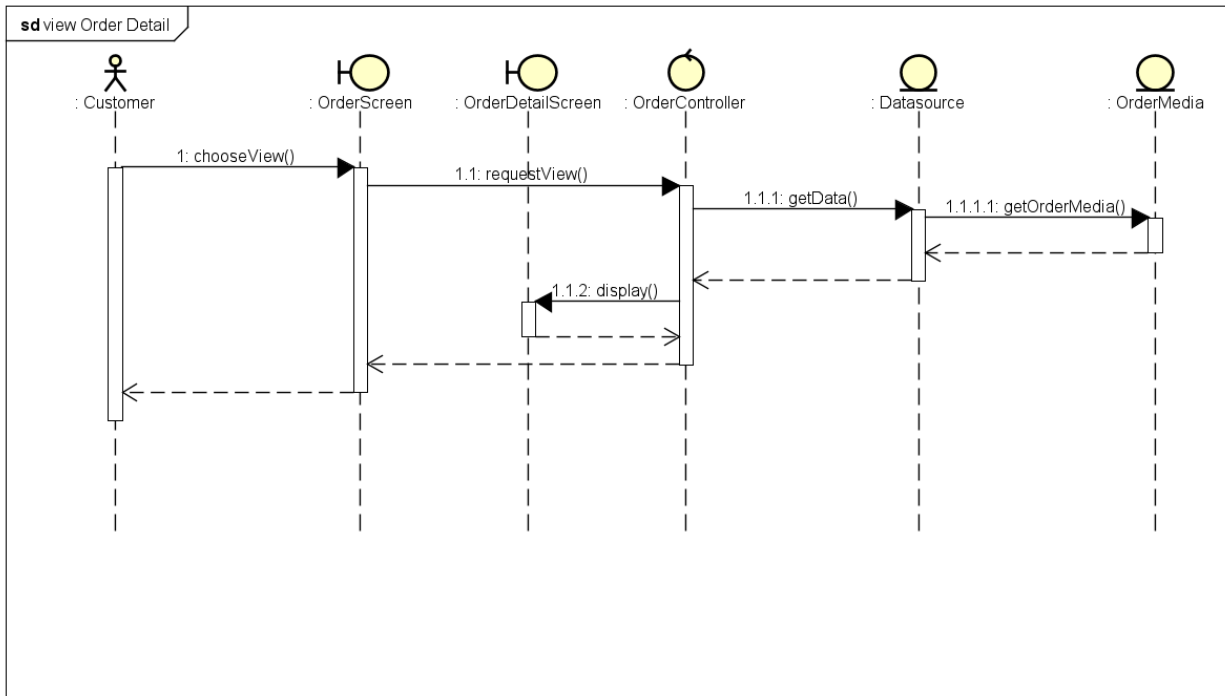 sd view Order Detail
: Customer
: OrderScreen
: OrderDetailScreen
: OrderController
: Datasource
: OrderMedia
1: chooseView()
1.1: requestView()
1.1.1: getData()
1.1.1.1: getOrderMedia()
1.1.2: display()